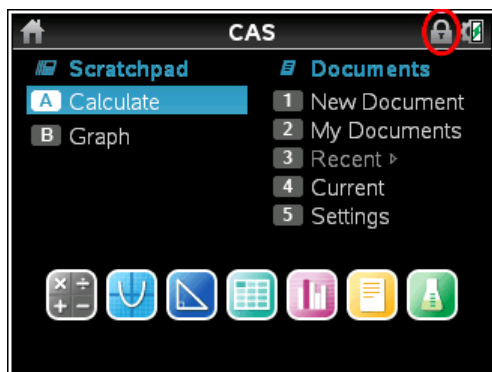 CAS
Scratchpad
A Calculate
B Graph
Documents
1 New Document
2 My Documents
3 Recent ▹
4 Current
5 Settings